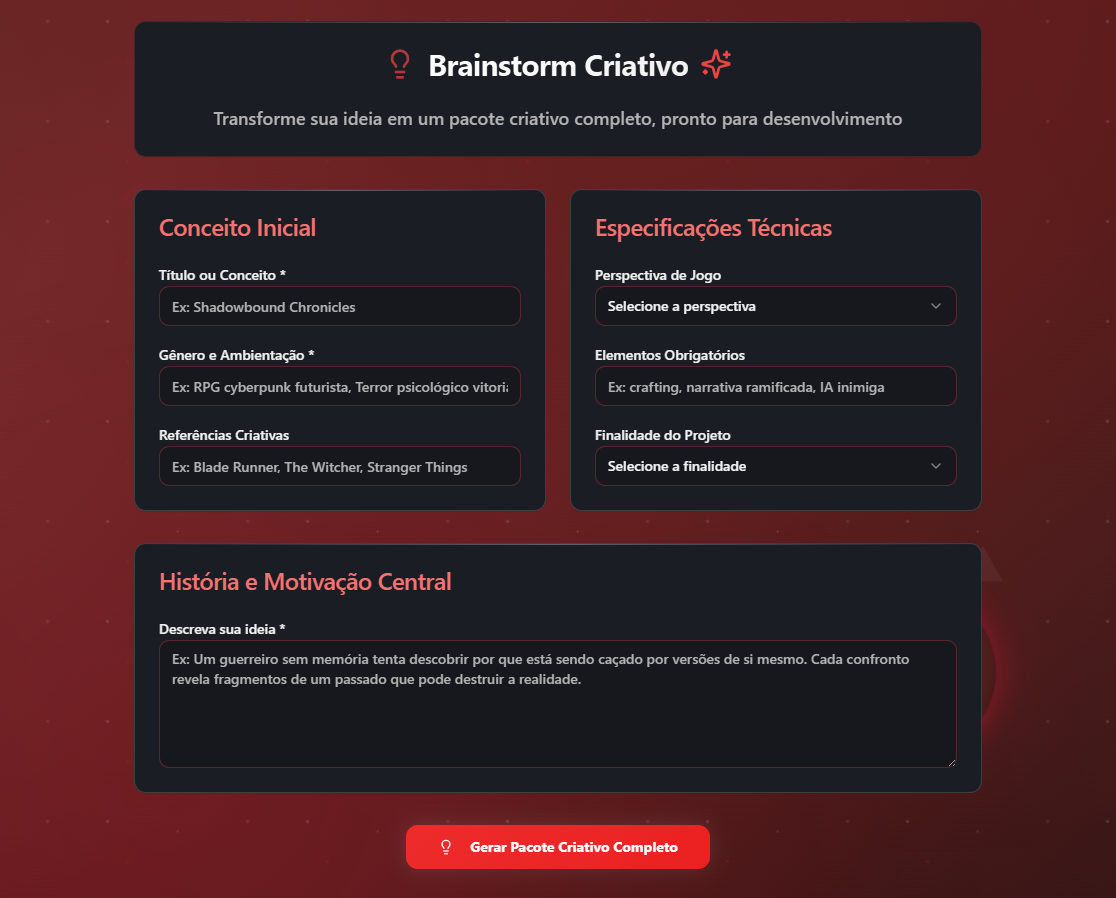 Brainstorm Criativo
Transforme sua ideia em um pacote criativo completo, pronto para desenvolvimento
Conceito Inicial
Título ou Conceito *
Ex: Shadowbound Chronicles
Gênero e Ambientação *
Ex: RPG cyberpunk futurista, Terror psicológico
Referências Criativas
Ex: Blade Runner, The Witcher, Stranger Things
Especificações Técnicas
Perspectiva de Jogo
Selecione a perspectiva
Elementos Obrigatórios
Ex: crafting, narrativa ramificada, IA inimiga
Finalidade do Projeto
Selecione a finalidade
História e Motivação Central
Descreva sua ideia *
Ex: Um guerreiro sem memória tenta descobrir por que está sendo caçado por versões de si mesmo. Cada confronto
revela fragmentos de um passado que pode destruir a realidade.
Gerar Pacote Criativo Completo